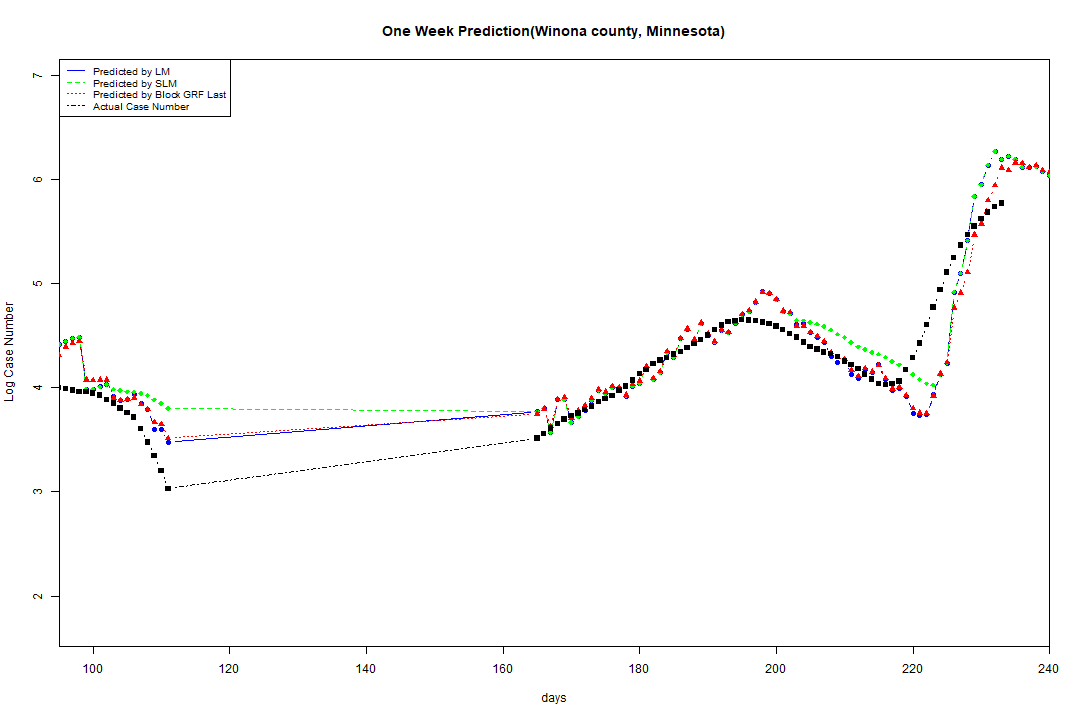 One Week Prediction(Winona county, Minnesota)
Predicted by LM
Predicted by SLM
Predicted by Block GRF Last
Actual Case Number
7
6
5
4
3
2
Log Case Number
100 120 140 160 180 200 220 240
days